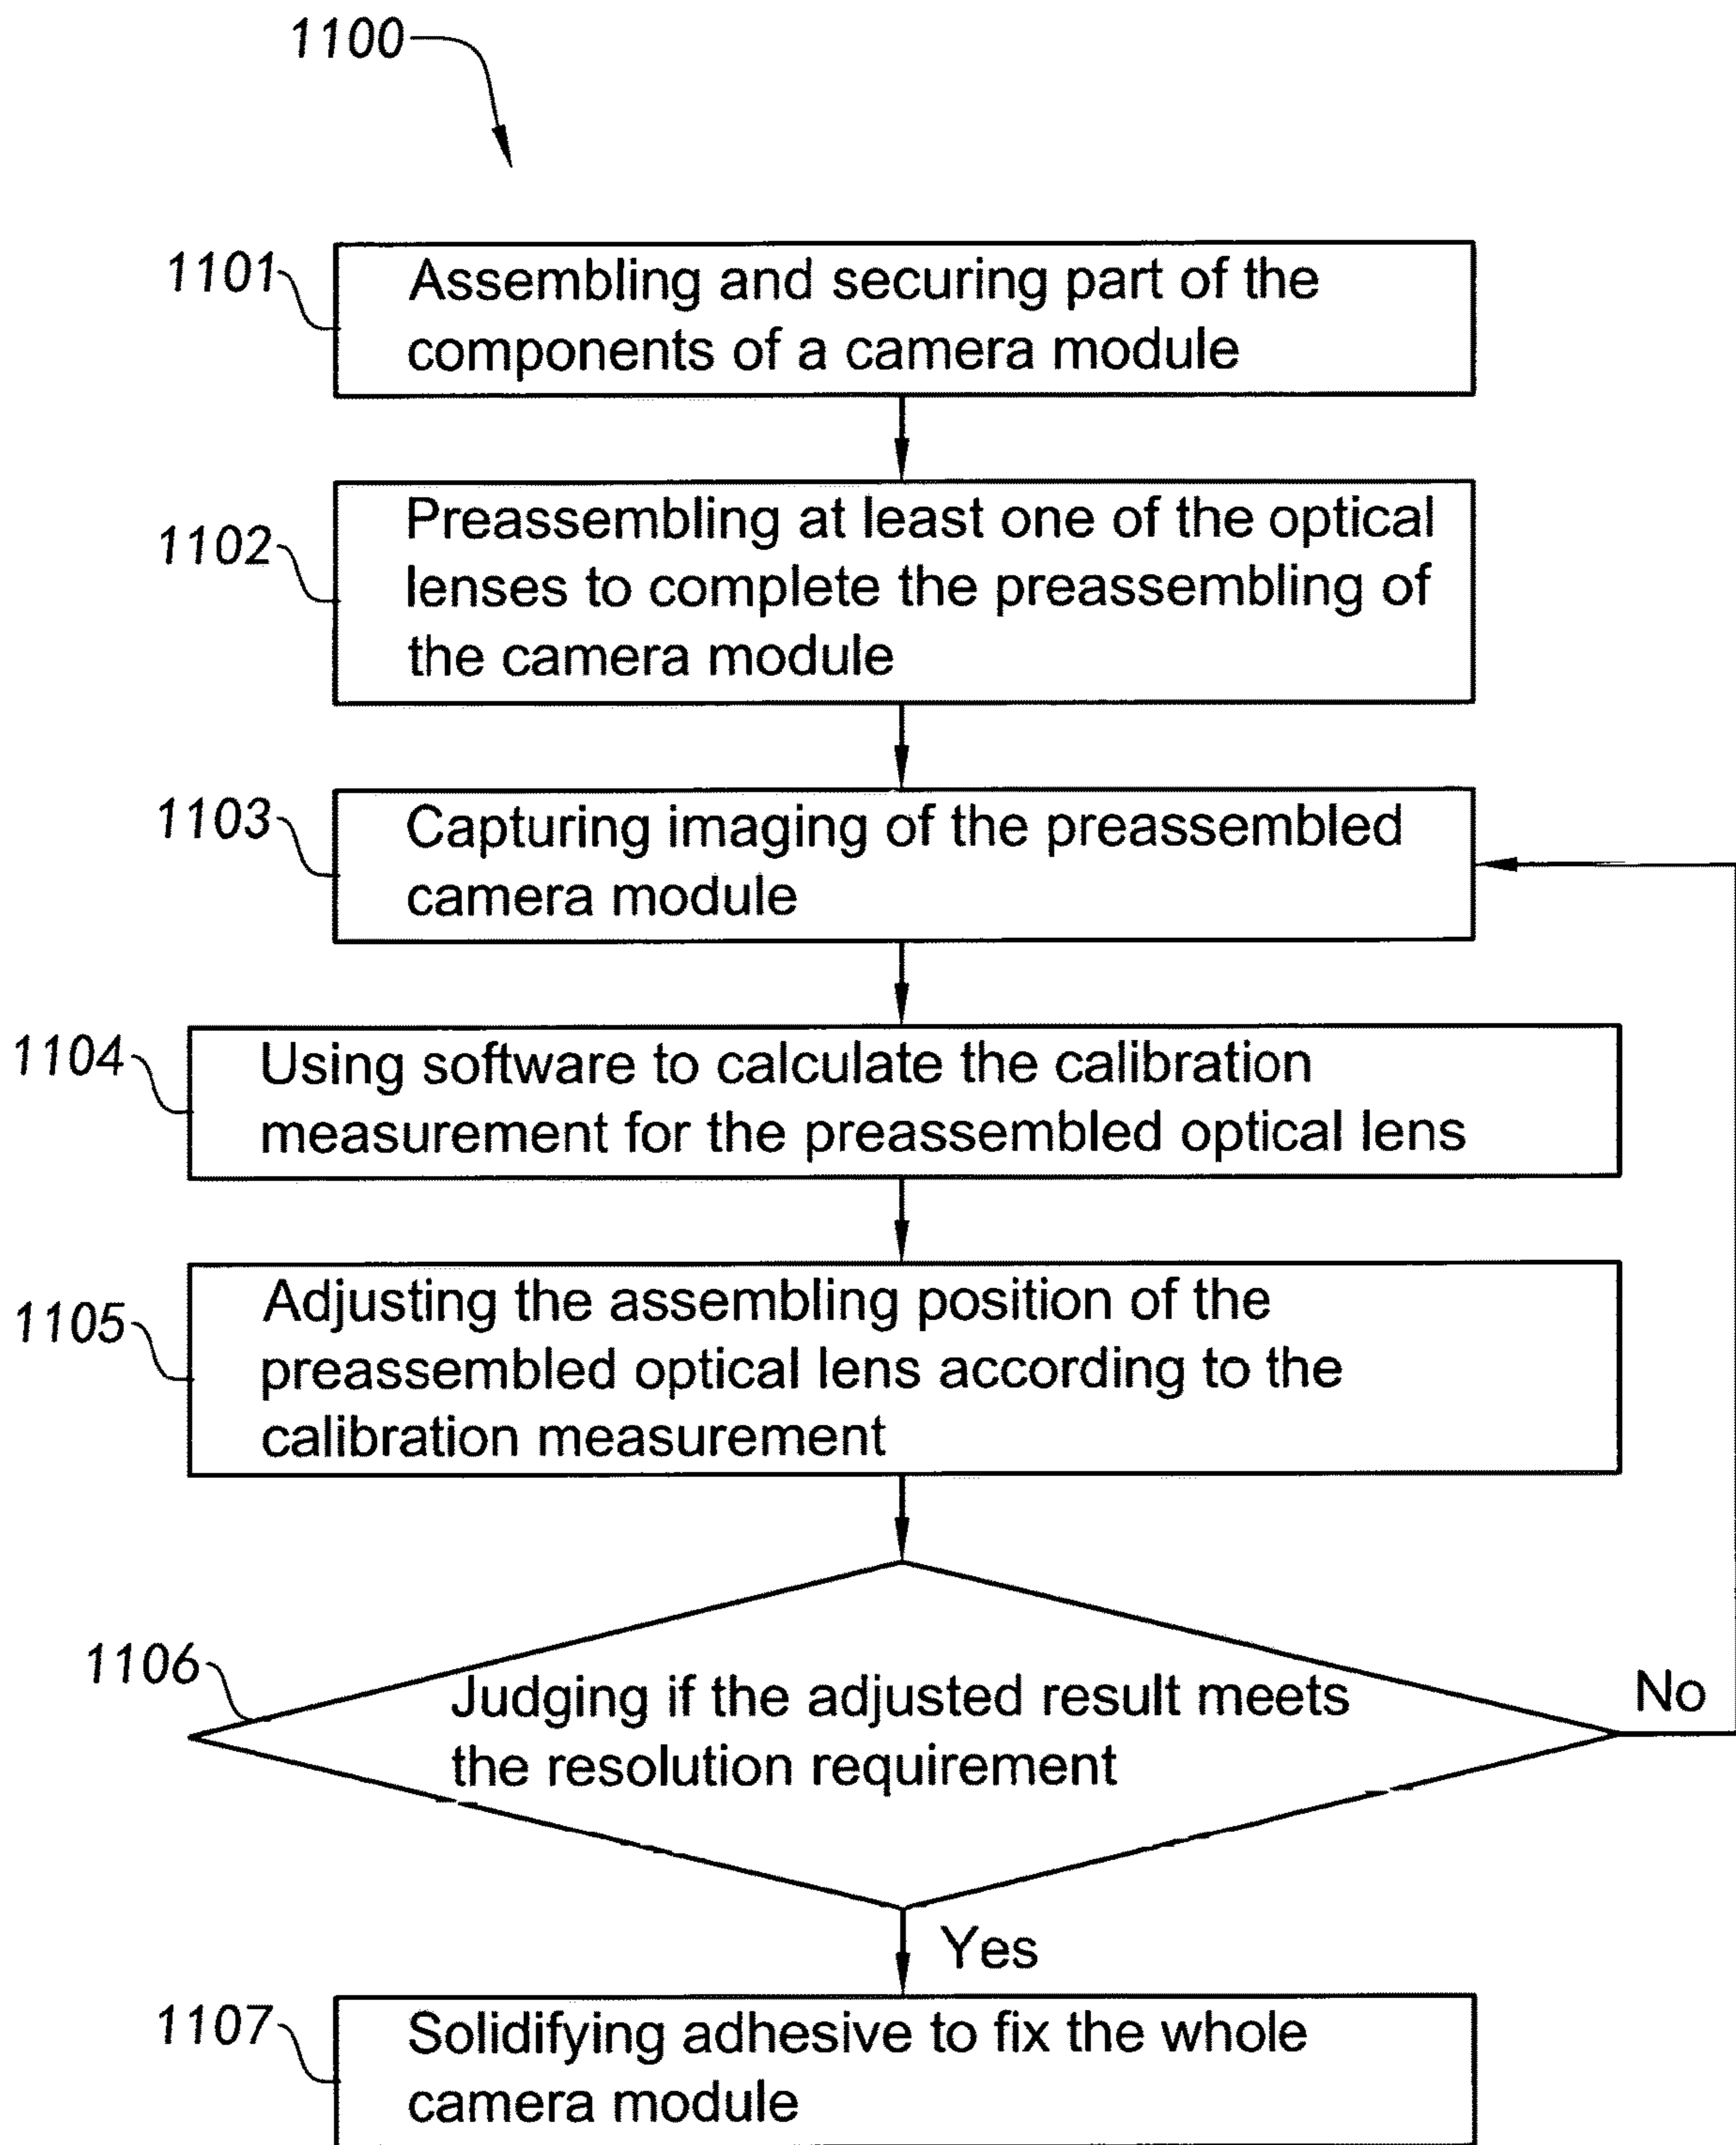 1100
1101
Assembling and securing part of the
components of a camera module
1102
Preassembling at least one of the optical
lenses to complete the preassembling of
the camera module
1103
Capturing imaging of the preassembled
camera module
1104
Using software to calculate the calibration
measurement for the preassembled optical lens
1105
Adjusting the assembling position of the
preassembled optical lens according to the
calibration measurement
1106
Judging if the adjusted result meets
the resolution requirement
No
Yes
1107
Solidifying adhesive to fix the whole
camera module